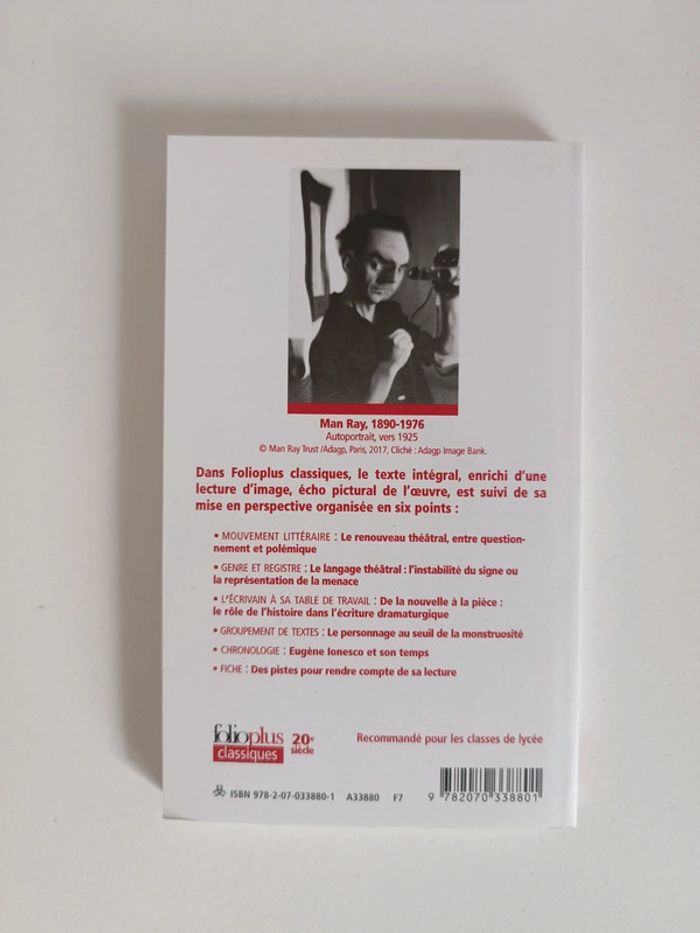 Man Ray, 1890-1976
Autoportrait, vers 1925
© Man Ray Trust /Adagp, Paris, 2017, Cliché : Adagp Image Bank.
Dans Folioplus classiques, le texte intégral, enrichi d'une
lecture d'image, écho pictural de l'œuvre, est suivi de sa
mise en perspective organisée en six points :
• MOUVEMENT LITTÉRAIRE : Le renouveau théâtral, entre question-
nement et polémique
• GENRE ET REGISTRE : Le langage théâtral : l'instabilité du signe ou
la représentation de la menace
• L'ÉCRIVAIN À SA TABLE DE TRAVAIL : De la nouvelle à la pièce :
le rôle de l'histoire dans l'écriture dramaturgique
• GROUPEMENT DE TEXTES : Le personnage au seuil de la monstruosité
• CHRONOLOGIE : Eugène Ionesco et son temps
• FICHE : Des pistes pour rendre compte de sa lecture
folioplus
classiques
20e
siècle
Recommandé pour les classes de lycée
ISBN 978-2-07-033880-1 A33880 F7
9 782070 338801